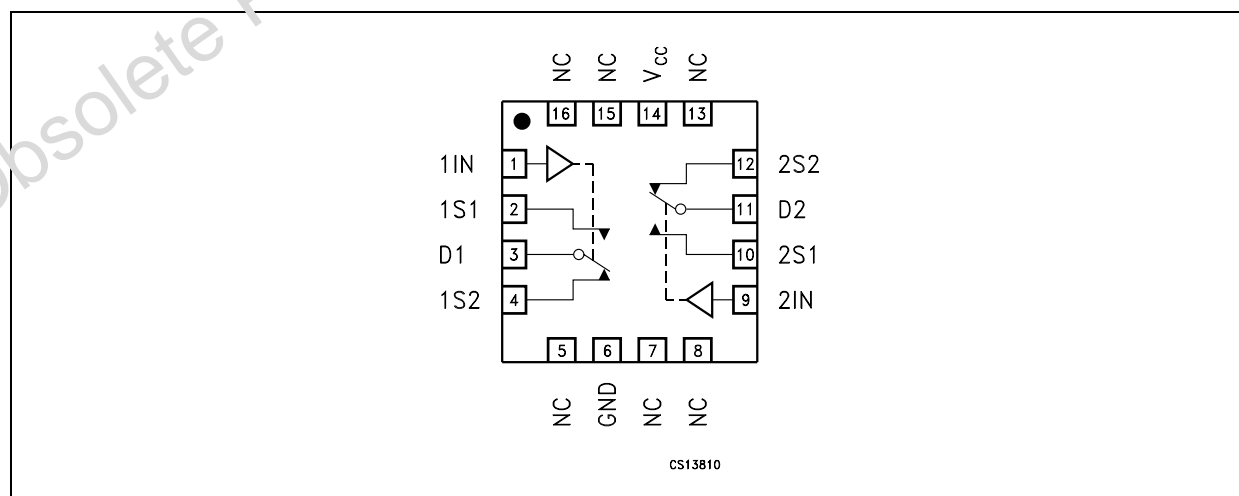 obsolete
NC NC VCC NC
16 15 14 13
1IN 1 12 2S2
1S1 2 11 D2
D1 3 10 2S1
1S2 4 9 2IN
5 6 7 8
NC GND NC NC
CS13810